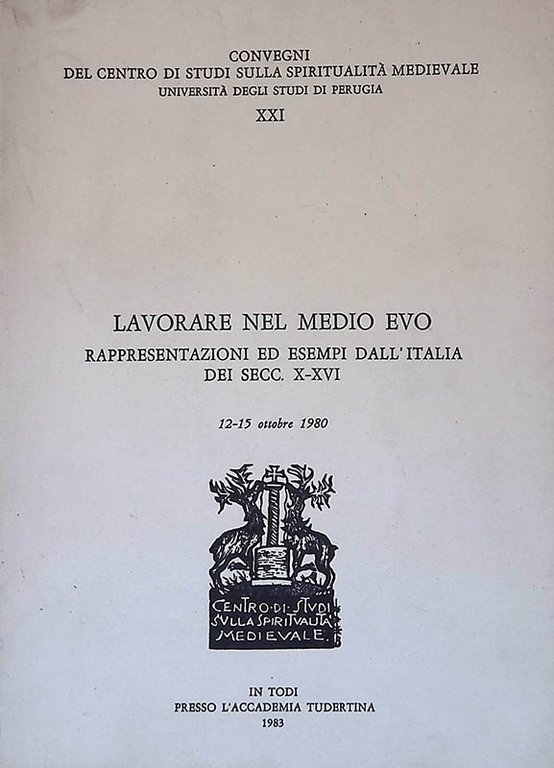 CONVEGNI
DEL CENTRO DI STUDI SULLA SPIRITUALITÀ MEDIEVALE
UNIVERSITÀ DEGLI STUDI DI PERUGIA
XXI
LAVORARE NEL MEDIO EVO
RAPPRESENTAZIONI ED ESEMPI DALL'ITALIA
DEI SECC. X-XVI
12-15 ottobre 1980
CENTRO·DI·STVDI
SVLLA SPIRITVALITA
MEDIEVALE.
IN TODI
PRESSO L'ACCADEMIA TUDERTINA
1983